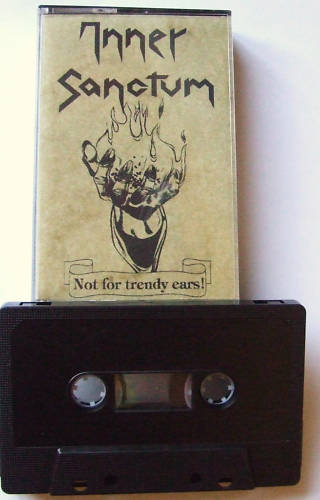 Inner
Sanctum
Not for trendy ears!